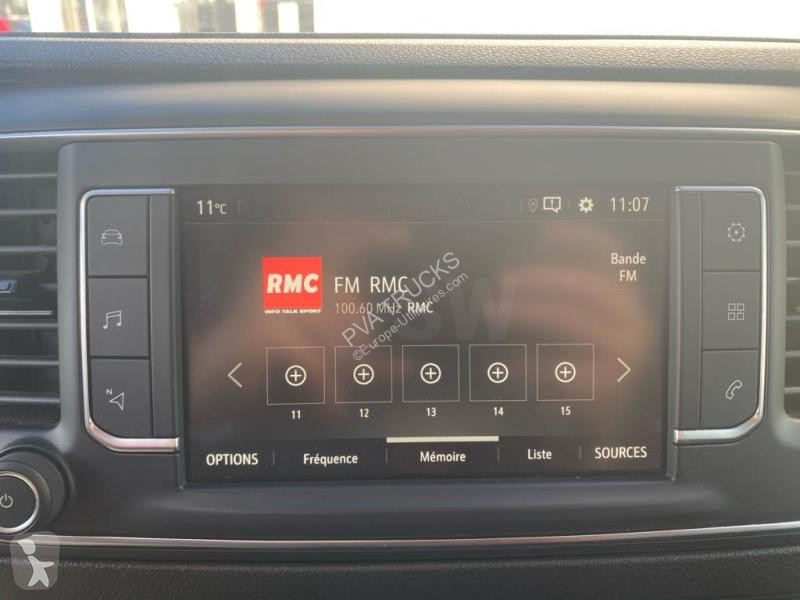 11°C
11:07
RMC
INFO TALK SPORT
FM RMC
100.60 MHz RMC
Bande
FM
PVA TRUCKS
©Europe-Utilitaires.com
SW
11
12
13
14
15
N
OPTIONS
Fréquence
Mémoire
Liste
SOURCES